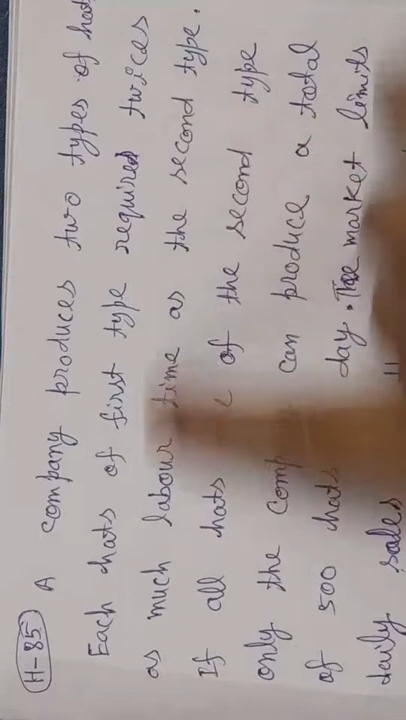 H-85 A company produces two types of hat
Each hats of first type required twices
as much labour time as the second type.
If all hats of the second type
only the comp can produce a total
of 500 hats day. The market limits
daily sales